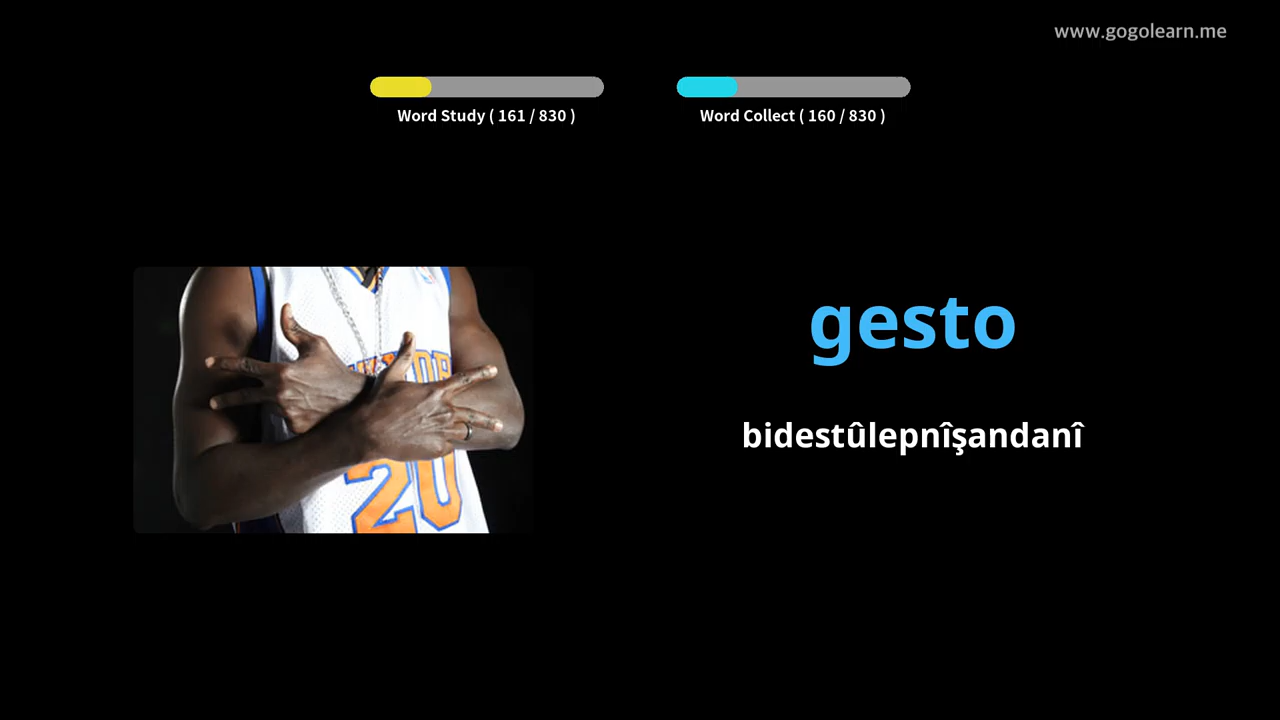 www.gogolearn.me
Word Study ( 161 / 830 )
Word Collect ( 160 / 830 )
gesto
bidestûlepnîşandanî
20